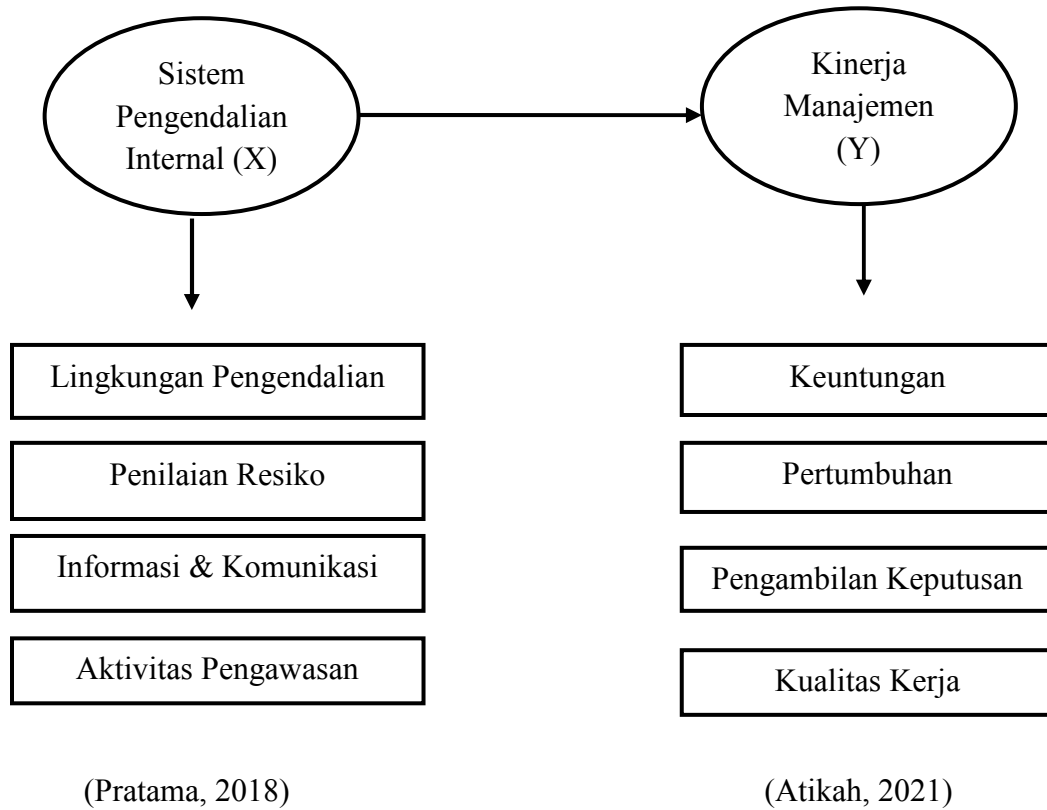 Sistem
Pengendalian
Internal (X)
Kinerja
Manajemen
(Y)
Lingkungan Pengendalian
Penilaian Resiko
Informasi & Komunikasi
Aktivitas Pengawasan
(Pratama, 2018)
Keuntungan
Pertumbuhan
Pengambilan Keputusan
Kualitas Kerja
(Atikah, 2021)